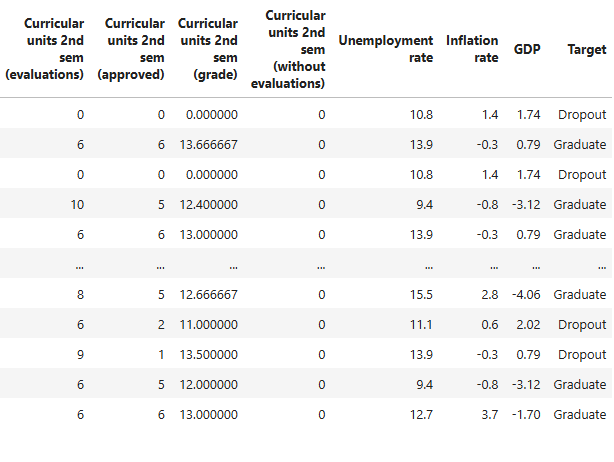 Curricular units 2nd sem (evaluations) Curricular units 2nd sem (approved) Curricular units 2nd sem (grade) Curricular units 2nd sem (without evaluations) Unemployment rate Inflation rate GDP Target
0 0 0.000000 0 10.8 1.4 1.74 Dropout
6 6 13.666667 0 13.9 -0.3 0.79 Graduate
0 0 0.000000 0 10.8 1.4 1.74 Dropout
10 5 12.400000 0 9.4 -0.8 -3.12 Graduate
6 6 13.000000 0 13.9 -0.3 0.79 Graduate
... ... ... ... ... ... ... ...
8 5 12.666667 0 15.5 2.8 -4.06 Graduate
6 2 11.000000 0 11.1 0.6 2.02 Dropout
9 1 13.500000 0 13.9 -0.3 0.79 Dropout
6 5 12.000000 0 9.4 -0.8 -3.12 Graduate
6 6 13.000000 0 12.7 3.7 -1.70 Graduate